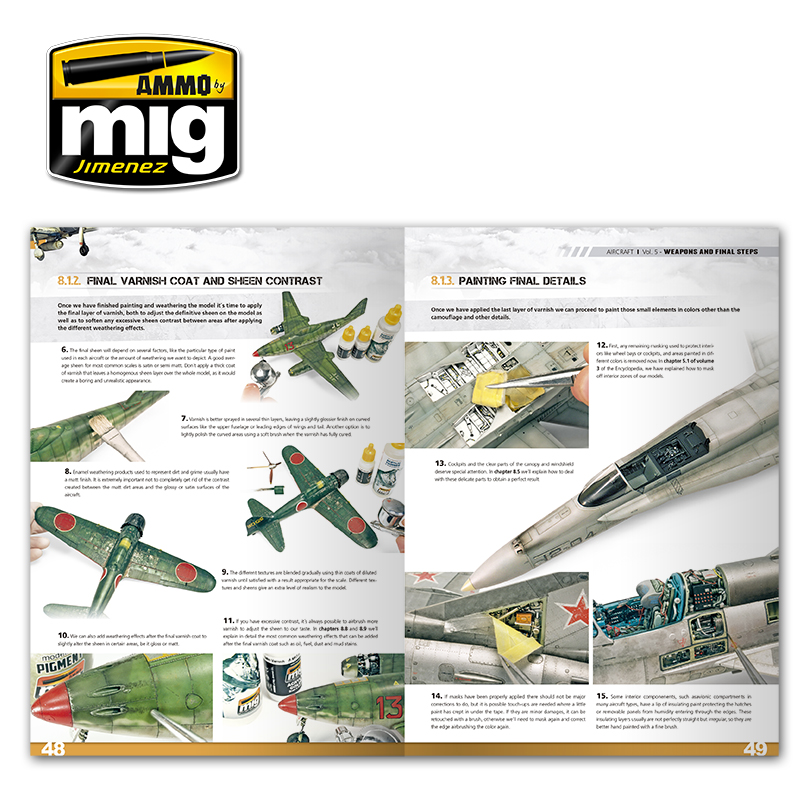 AMMO by
mig
Jimenez
8.1.2. FINAL VARNISH COAT AND SHEEN CONTRAST
Once we have finished painting and weathering the model it's time to apply
the final layer of varnish, both to adjust the definitive sheen on the model as
well as to soften any excessive sheen contrast between areas after applying
the different weathering effects.
6. The final sheen will depend on several factors, like the particular type of paint
used in each aircraft or the amount of weathering we want to depict. A good aver-
age sheen for most common scales is satin or semi matt. Don't apply a thick coat
of varnish that leaves a homogenous sheen layer over the whole model, as it would
create a boring and unrealistic appearance.
7. Varnish is better sprayed in several thin layers, leaving a slightly glossier finish on curved
surfaces like the upper fuselage or leading edges of wings and tail. Another option is to
lightly polish the curved areas using a soft brush when the varnish has fully cured.
8. Enamel weathering products used to represent dirt and grime usually have
a matt finish. It is extremely important not to completely get rid of the contrast
created between the matt dirt areas and the glossy or satin surfaces of the
aircraft.
9. The different textures are blended gradually using thin coats of diluted
varnish until satisfied with a result appropriate for the scale. Different tex-
tures and sheens give an extra level of realism to the model.
10. We can also add weathering effects after the final varnish coat to
slightly alter the sheen in certain areas, be it gloss or matt.
11. If you have excessive contrast, it's always possible to airbrush more
varnish to adjust the sheen to our taste. In chapters 8.8 and 8.9 we'll
explain in detail the most common weathering effects that can be added
after the final varnish coat such as oil, fuel, dust and mud stains.
PIGMENT
13
48
AIRCRAFT I Vol. 5 - WEAPONS AND FINAL STEPS
8.1.3. PAINTING FINAL DETAILS
Once we have applied the last layer of varnish we can proceed to paint those small elements in colors other than the
camouflage and other details.
12. First, any remaining masking used to protect interi-
ors like wheel bays or cockpits, and areas painted in dif-
ferent colors is removed now. In chapter 5.1 of volume
3 of the Encyclopedia, we have explained how to mask
off interior zones of our models.
13. Cockpits and the clear parts of the canopy and windshield
deserve special attention. In chapter 8.5 we'll explain how to deal
with these delicate parts to obtain a perfect result
14. If masks have been properly applied there should not be major
corrections to do, but it is possible touch-ups are needed where a little
paint has crept in under the tape. If they are minor damages, it can be
retouched with a brush, otherwise we'll need to mask again and correct
the edge airbrushing the color again.
15. Some interior componenents, such asavionic compartments in
many aircraft types, have a lip of insulating paint protecting the hatches
or removable panels from humidity entering through the edges. These
insulating layers usually are not perfectly straight but irregular, so they are
better hand painted with a fine brush.
49